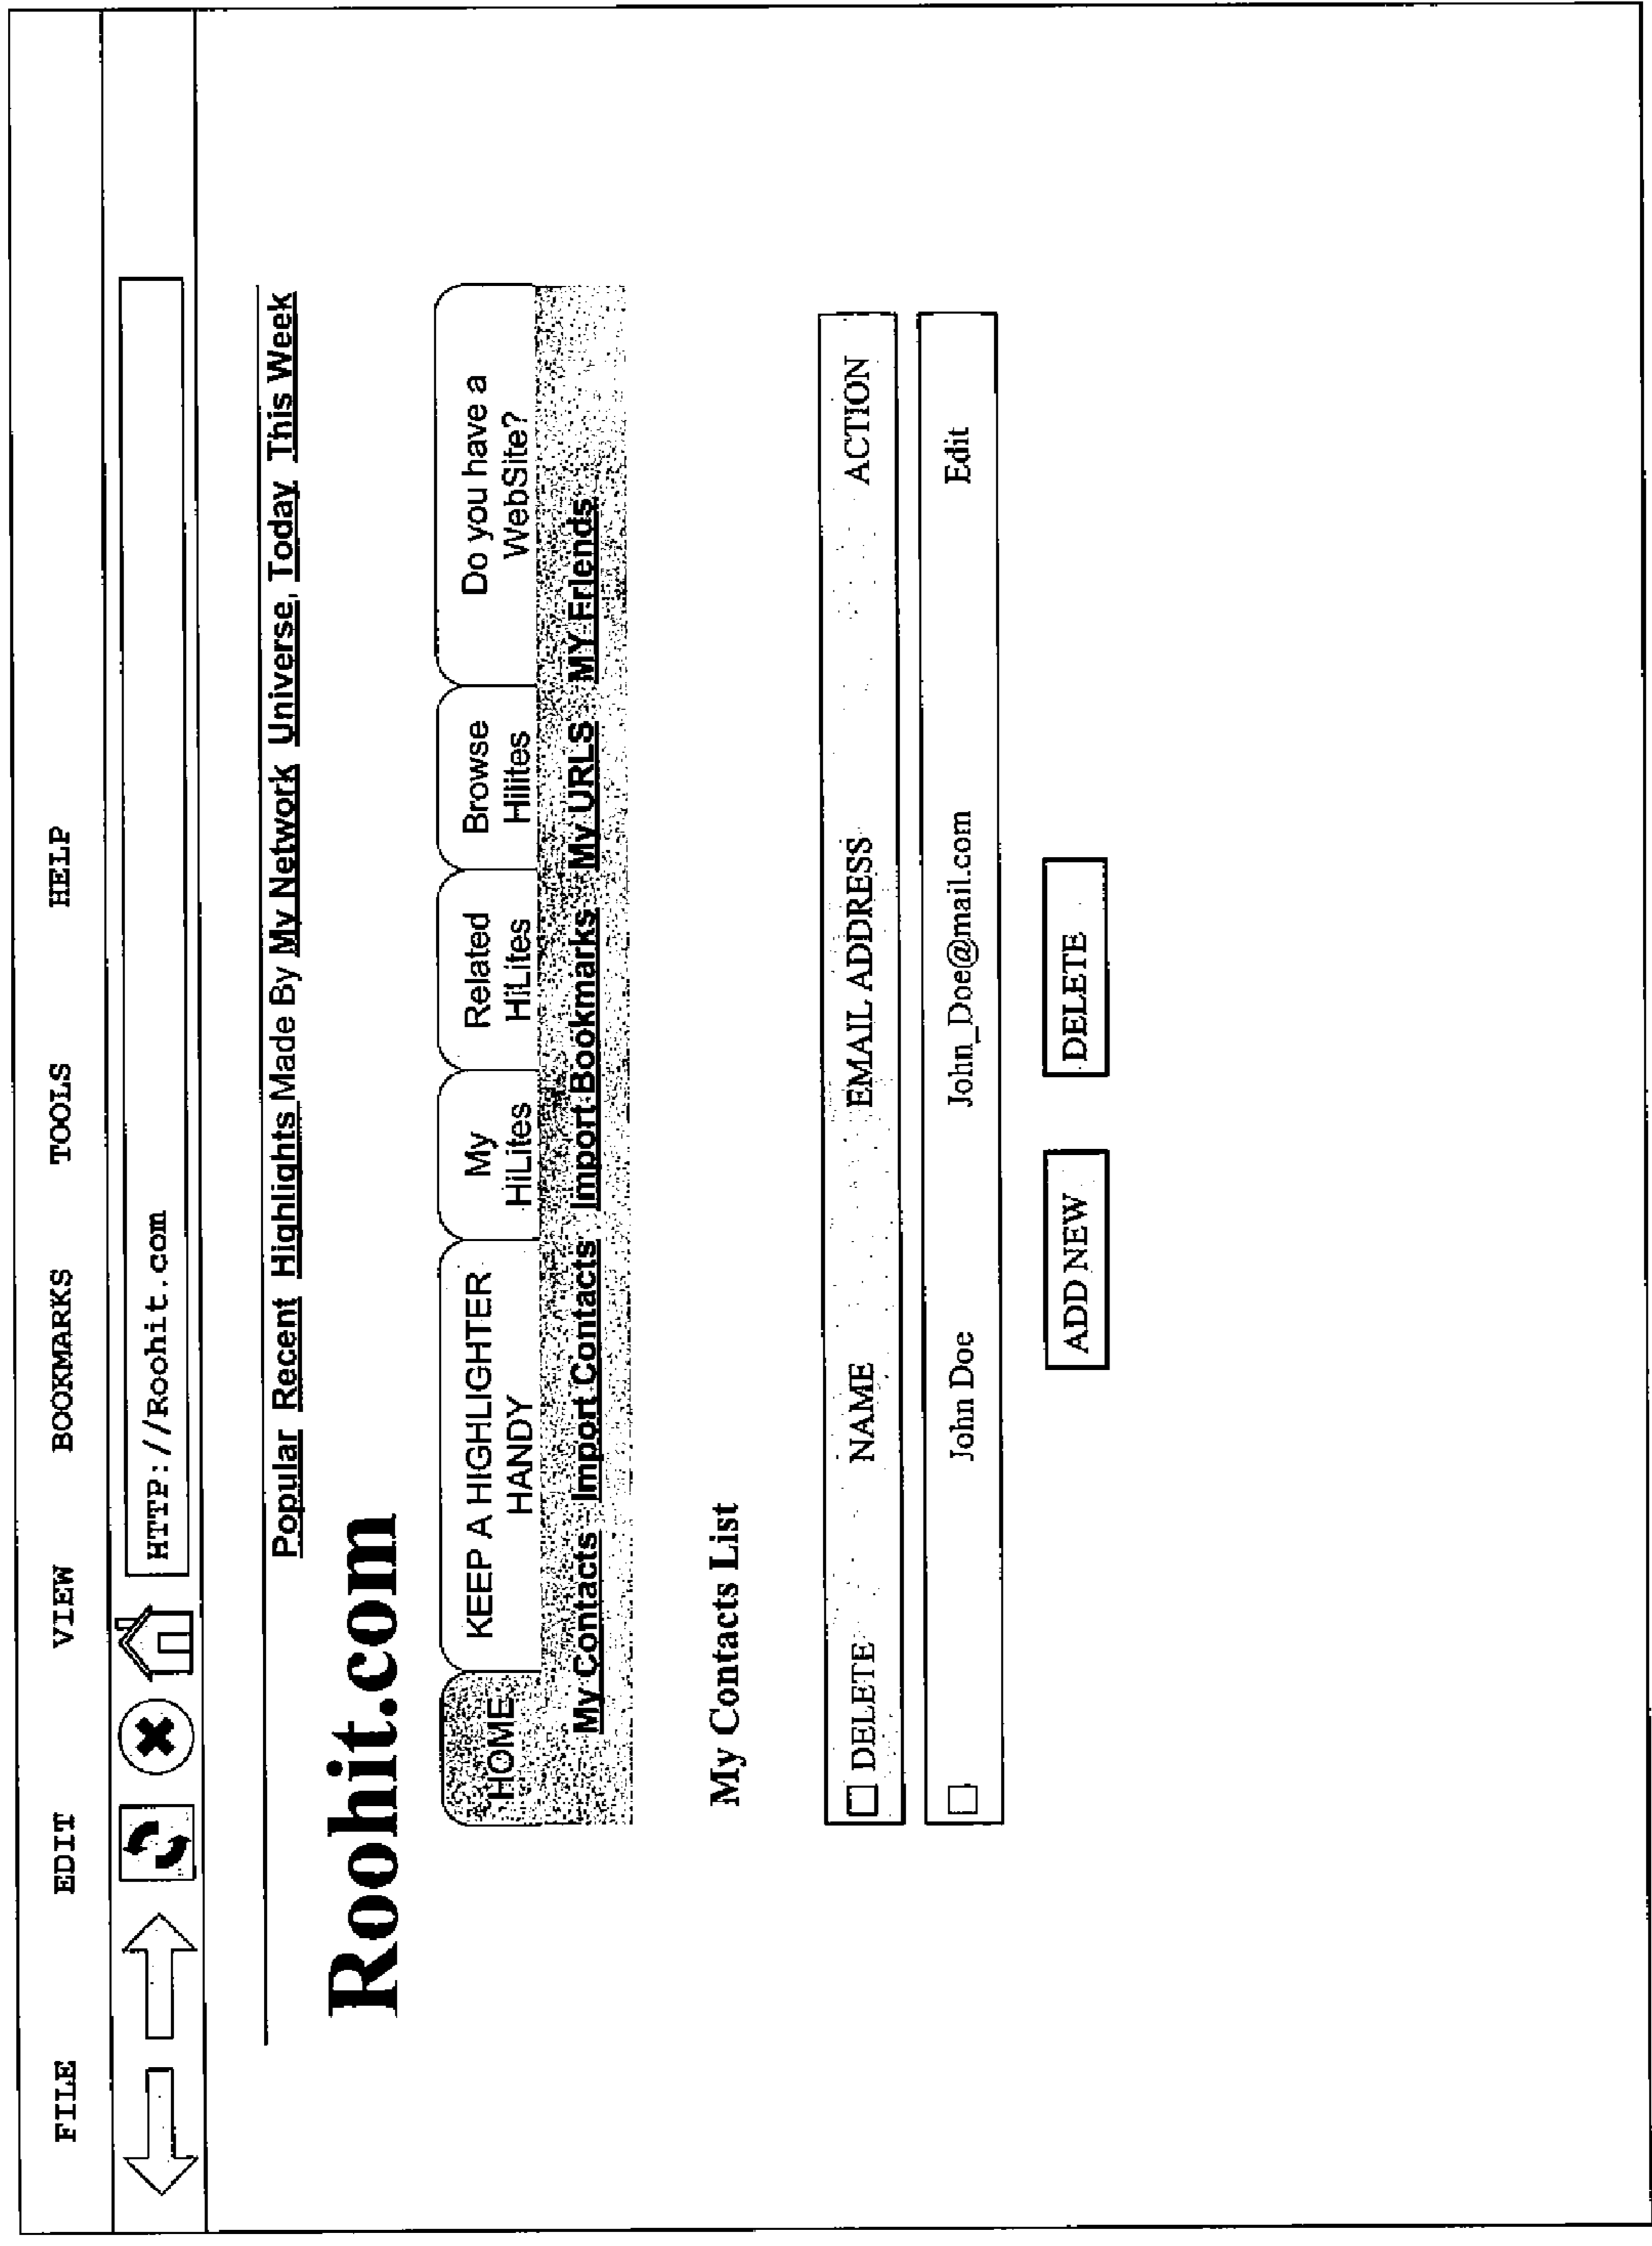 FILE EDIT VIEW BOOKMARKS TOOLS HELP
HTTP://Roohit.com
Popular Recent Highlights Made By My Network Universe, Today This Week
Roohit.com
HOME
KEEP A HIGHLIGHTER
HANDY
My
HiLites
Related
HiLites
Browse
Hilites
Do you have a
WebSite?
My Contacts Import Contacts Import Bookmarks My URLS MY Friends
My Contacts List
DELETE NAME EMAIL ADDRESS ACTION
John Doe John_Doe@mail.com Edit
ADD NEW DELETE